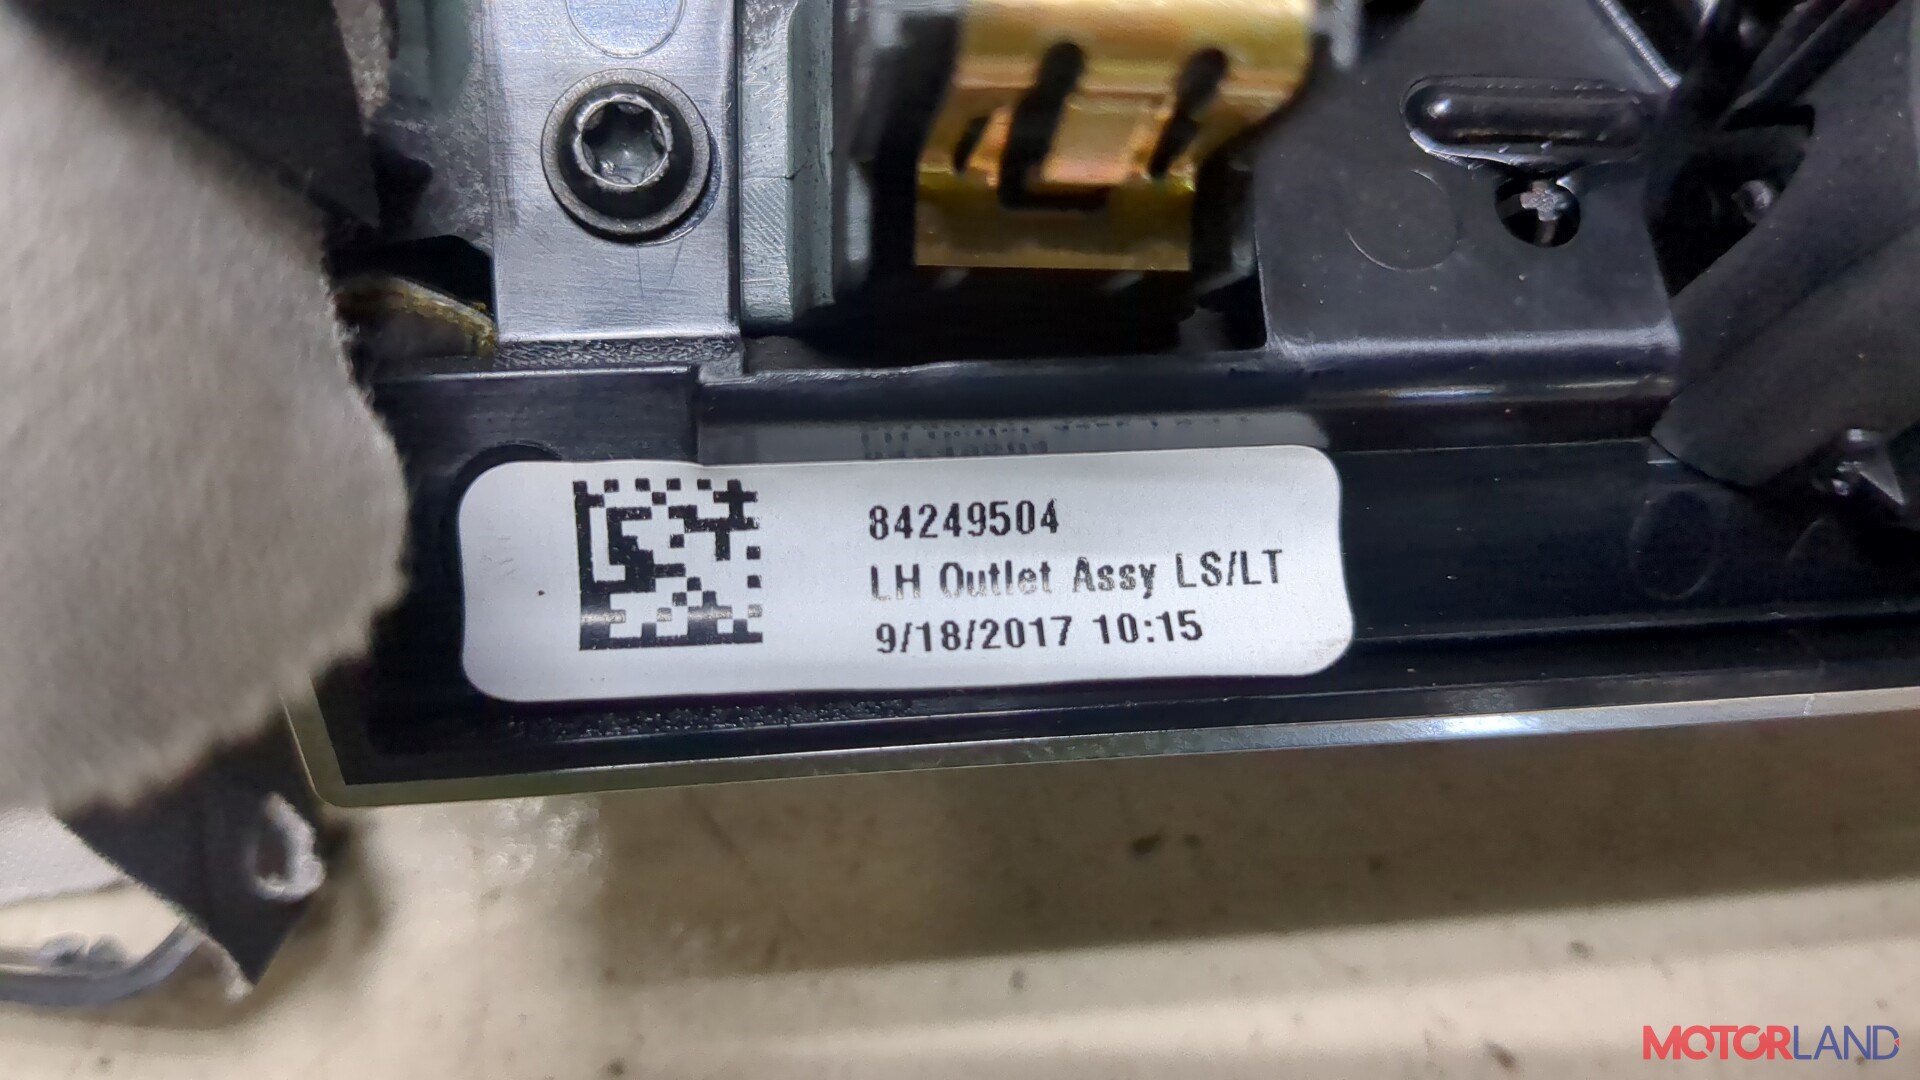 84249504
LH Outlet Assy LS/LT
9/18/2017 10:15
MOTORLAND